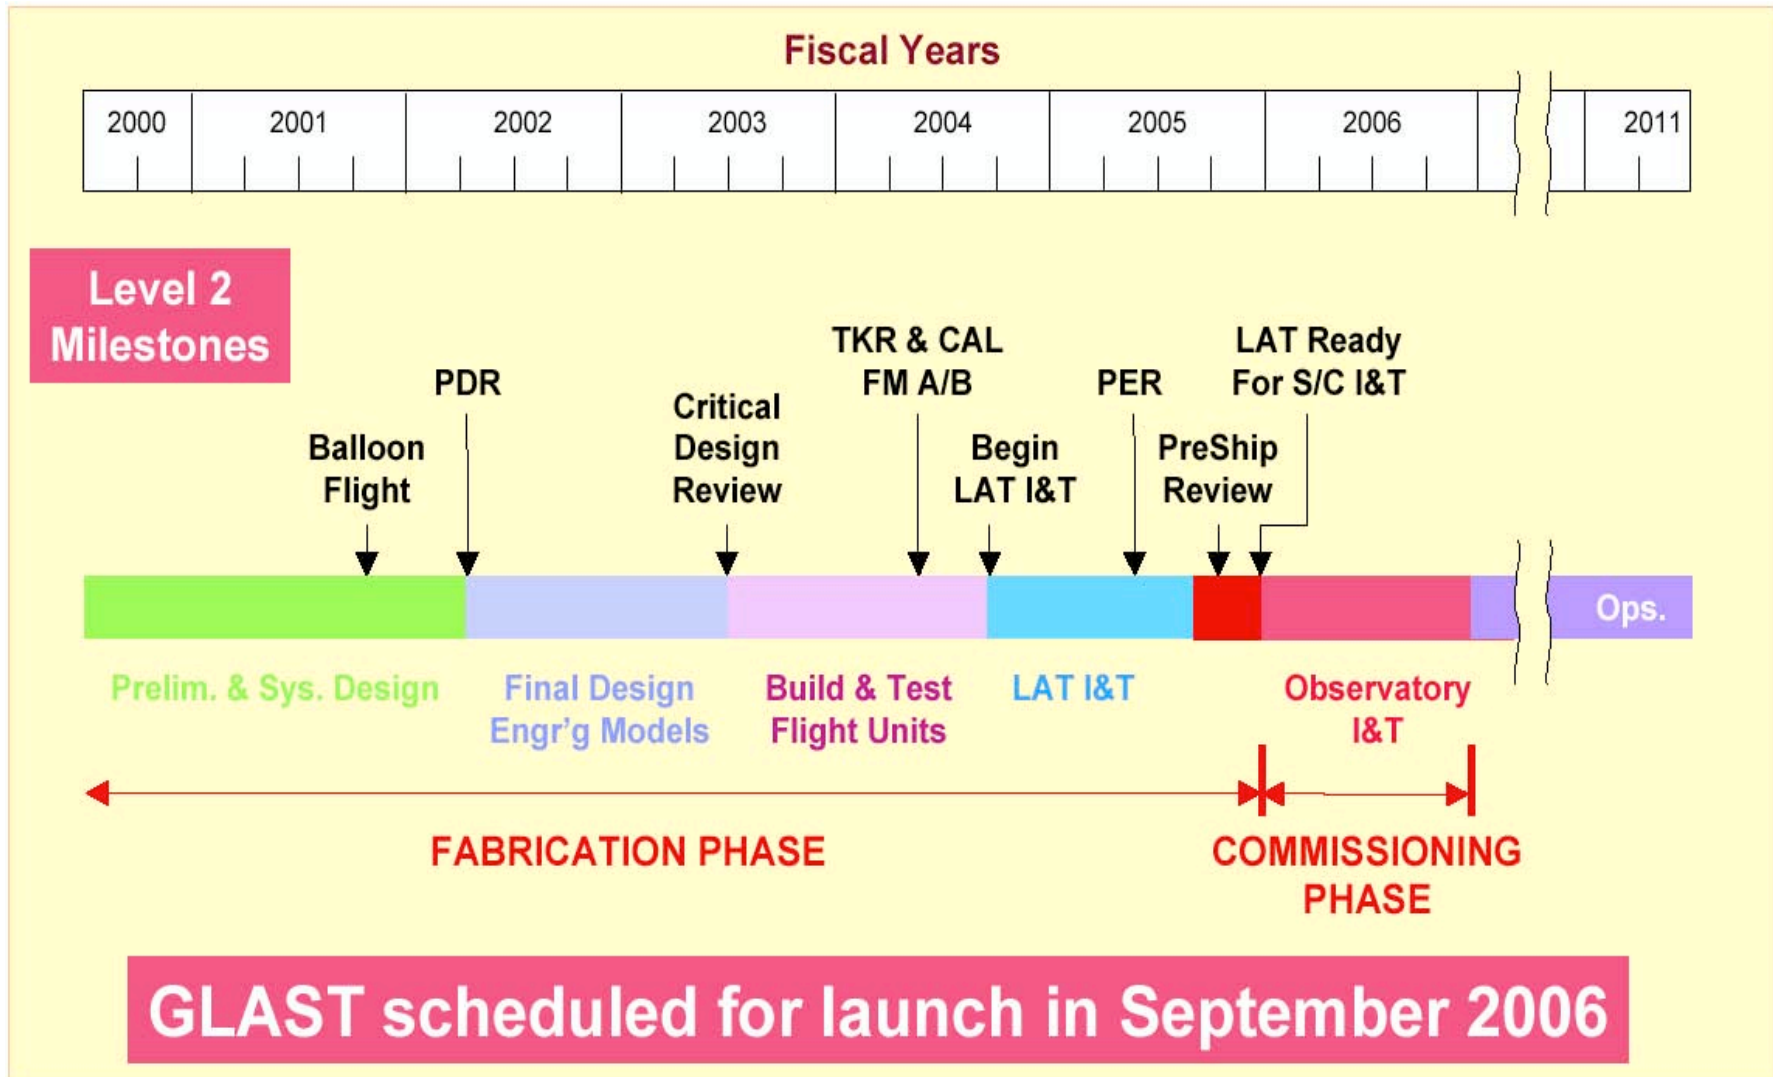 Fiscal Years
2000 2001 2002 2003 2004 2005 2006 2011
Level 2
Milestones
Balloon
Flight
PDR
Critical
Design
Review
TKR & CAL
FM A/B
Begin
LAT I&T
PER
PreShip
Review
LAT Ready
For S/C I&T
Ops.
Prelim. & Sys. Design
Final Design
Engr'g Models
Build & Test
Flight Units
LAT I&T
Observatory
I&T
FABRICATION PHASE
COMMISSIONING
PHASE
GLAST scheduled for launch in September 2006